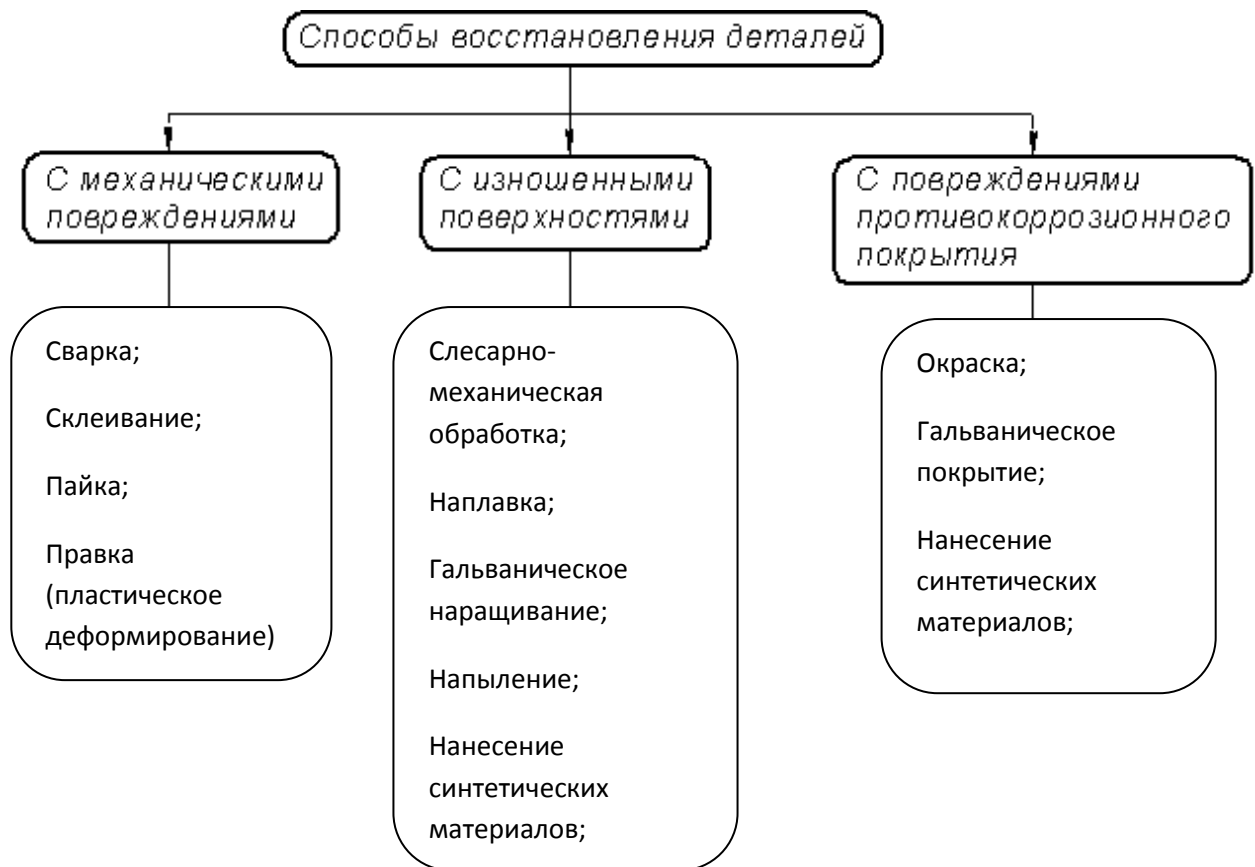 Способы восстановления деталей
С механическими
повреждениями
С изношенными
поверхностями
С повреждениями
противокоррозионного
покрытия
Сварка;
Склеивание;
Пайка;
Правка
(пластическое
деформирование)
Слесарно-
механическая
обработка;
Наплавка;
Гальваническое
наращивание;
Напыление;
Нанесение
синтетических
материалов;
Окраска;
Гальваническое
покрытие;
Нанесение
синтетических
материалов;